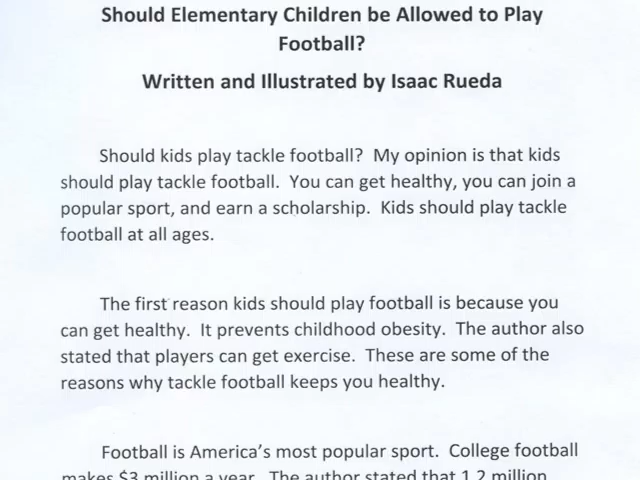 Should Elementary Children be Allowed to Play
Football?
Written and Illustrated by Isaac Rueda
Should kids play tackle football?  My opinion is that kids
should play tackle football.  You can get healthy, you can join a
popular sport, and earn a scholarship.  Kids should play tackle
football at all ages.
The first reason kids should play football is because you
can get healthy.  It prevents childhood obesity.  The author also
stated that players can get exercise.  These are some of the
reasons why tackle football keeps you healthy.
Football is America’s most popular sport.  College football
makes $3 million a year.  The author stated that 1.2 million